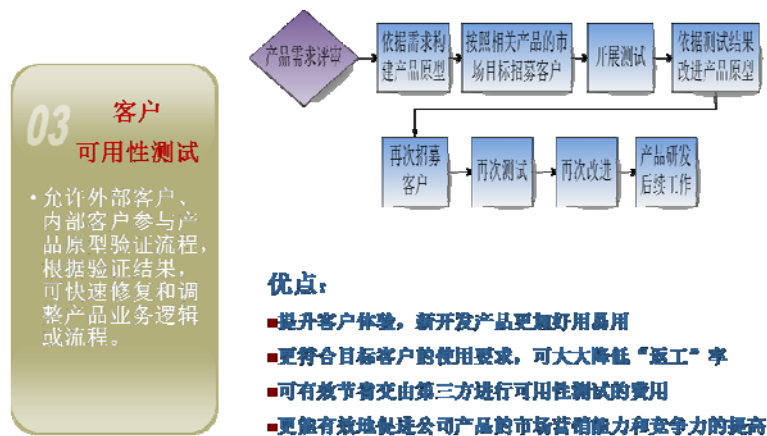 03
客户
可用性测试
• 允许外部客户、
内部客户参与产
品原型验证流程，
根据验证结果，
可快速修复和调
整产品业务逻辑
或流程。
产品需求评审
依据需求构
建产品原型
按照相关产品的市
场目标招募客户
开展测试
依据测试结果
改进产品原型
再次招募
客户
再次测试
再次改进
产品研发
后续工作
优点：
■提升客户体验，新开发产品更加好用易用
■更符合目标客户的使用要求，可大大降低“返工”率
■可有效节省交由第三方进行可用性测试的费用
■更能有效地促进公司产品的市场营销能力和竞争力的提高